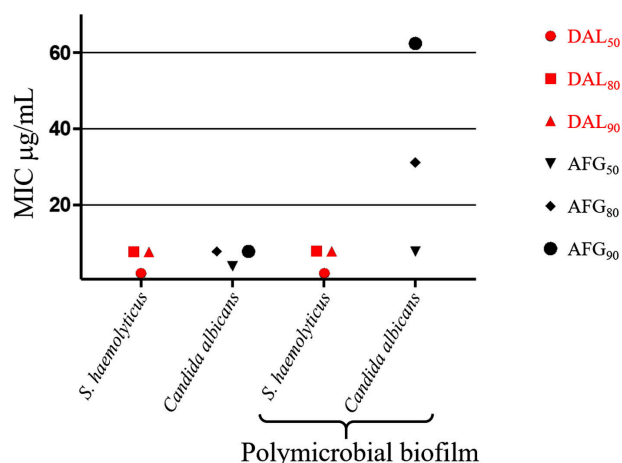 MIC µg/mL
60
40
20
S. haemolyticus
Candida albicans
S. haemolyticus
Candida albicans
Polymicrobial biofilm
DAL50
DAL80
DAL90
AFG50
AFG80
AFG90